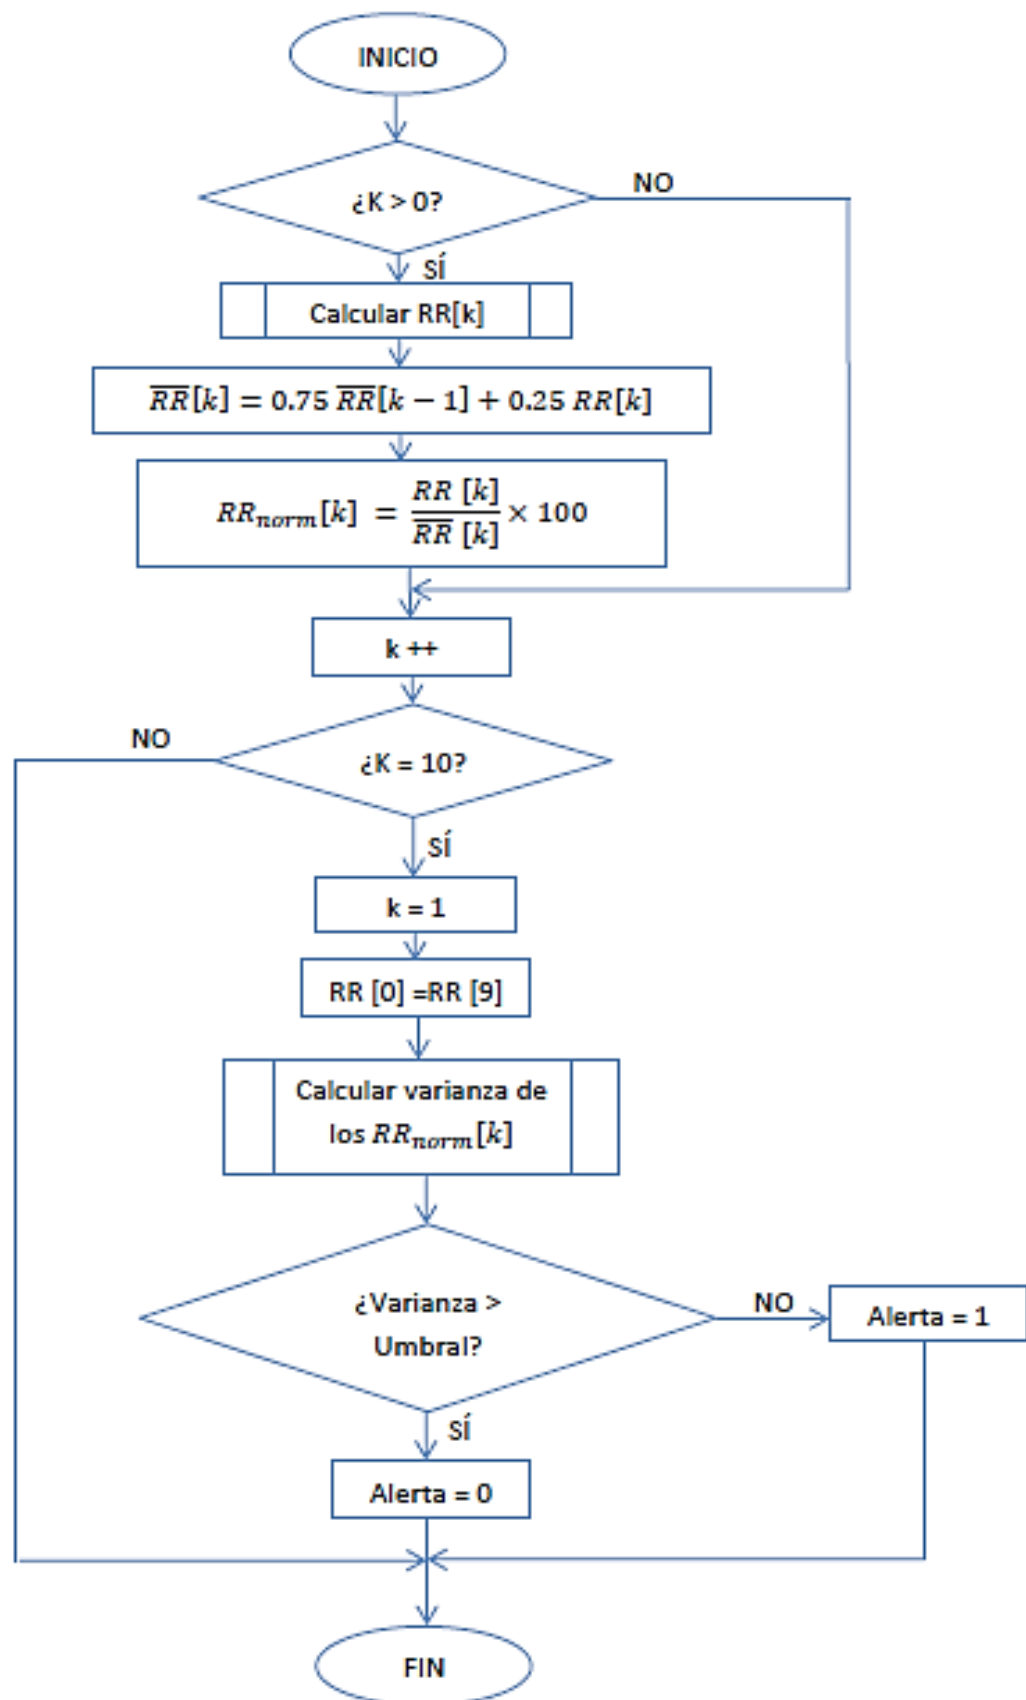 INICIO
¿K > 0?
NO
SÍ
Calcular RR[k]
$\overline{RR}[k] = 0.75\,\overline{RR}[k-1] + 0.25\,RR[k]$
$RR_{norm}[k] = \frac{RR\,[k]}{\overline{RR}\,[k]} \times 100$
k ++
NO
¿K = 10?
SÍ
k = 1
RR [0] =RR [9]
Calcular varianza de
los $RR_{norm}[k]$
¿Varianza >
Umbral?
NO
Alerta = 1
SÍ
Alerta = 0
FIN